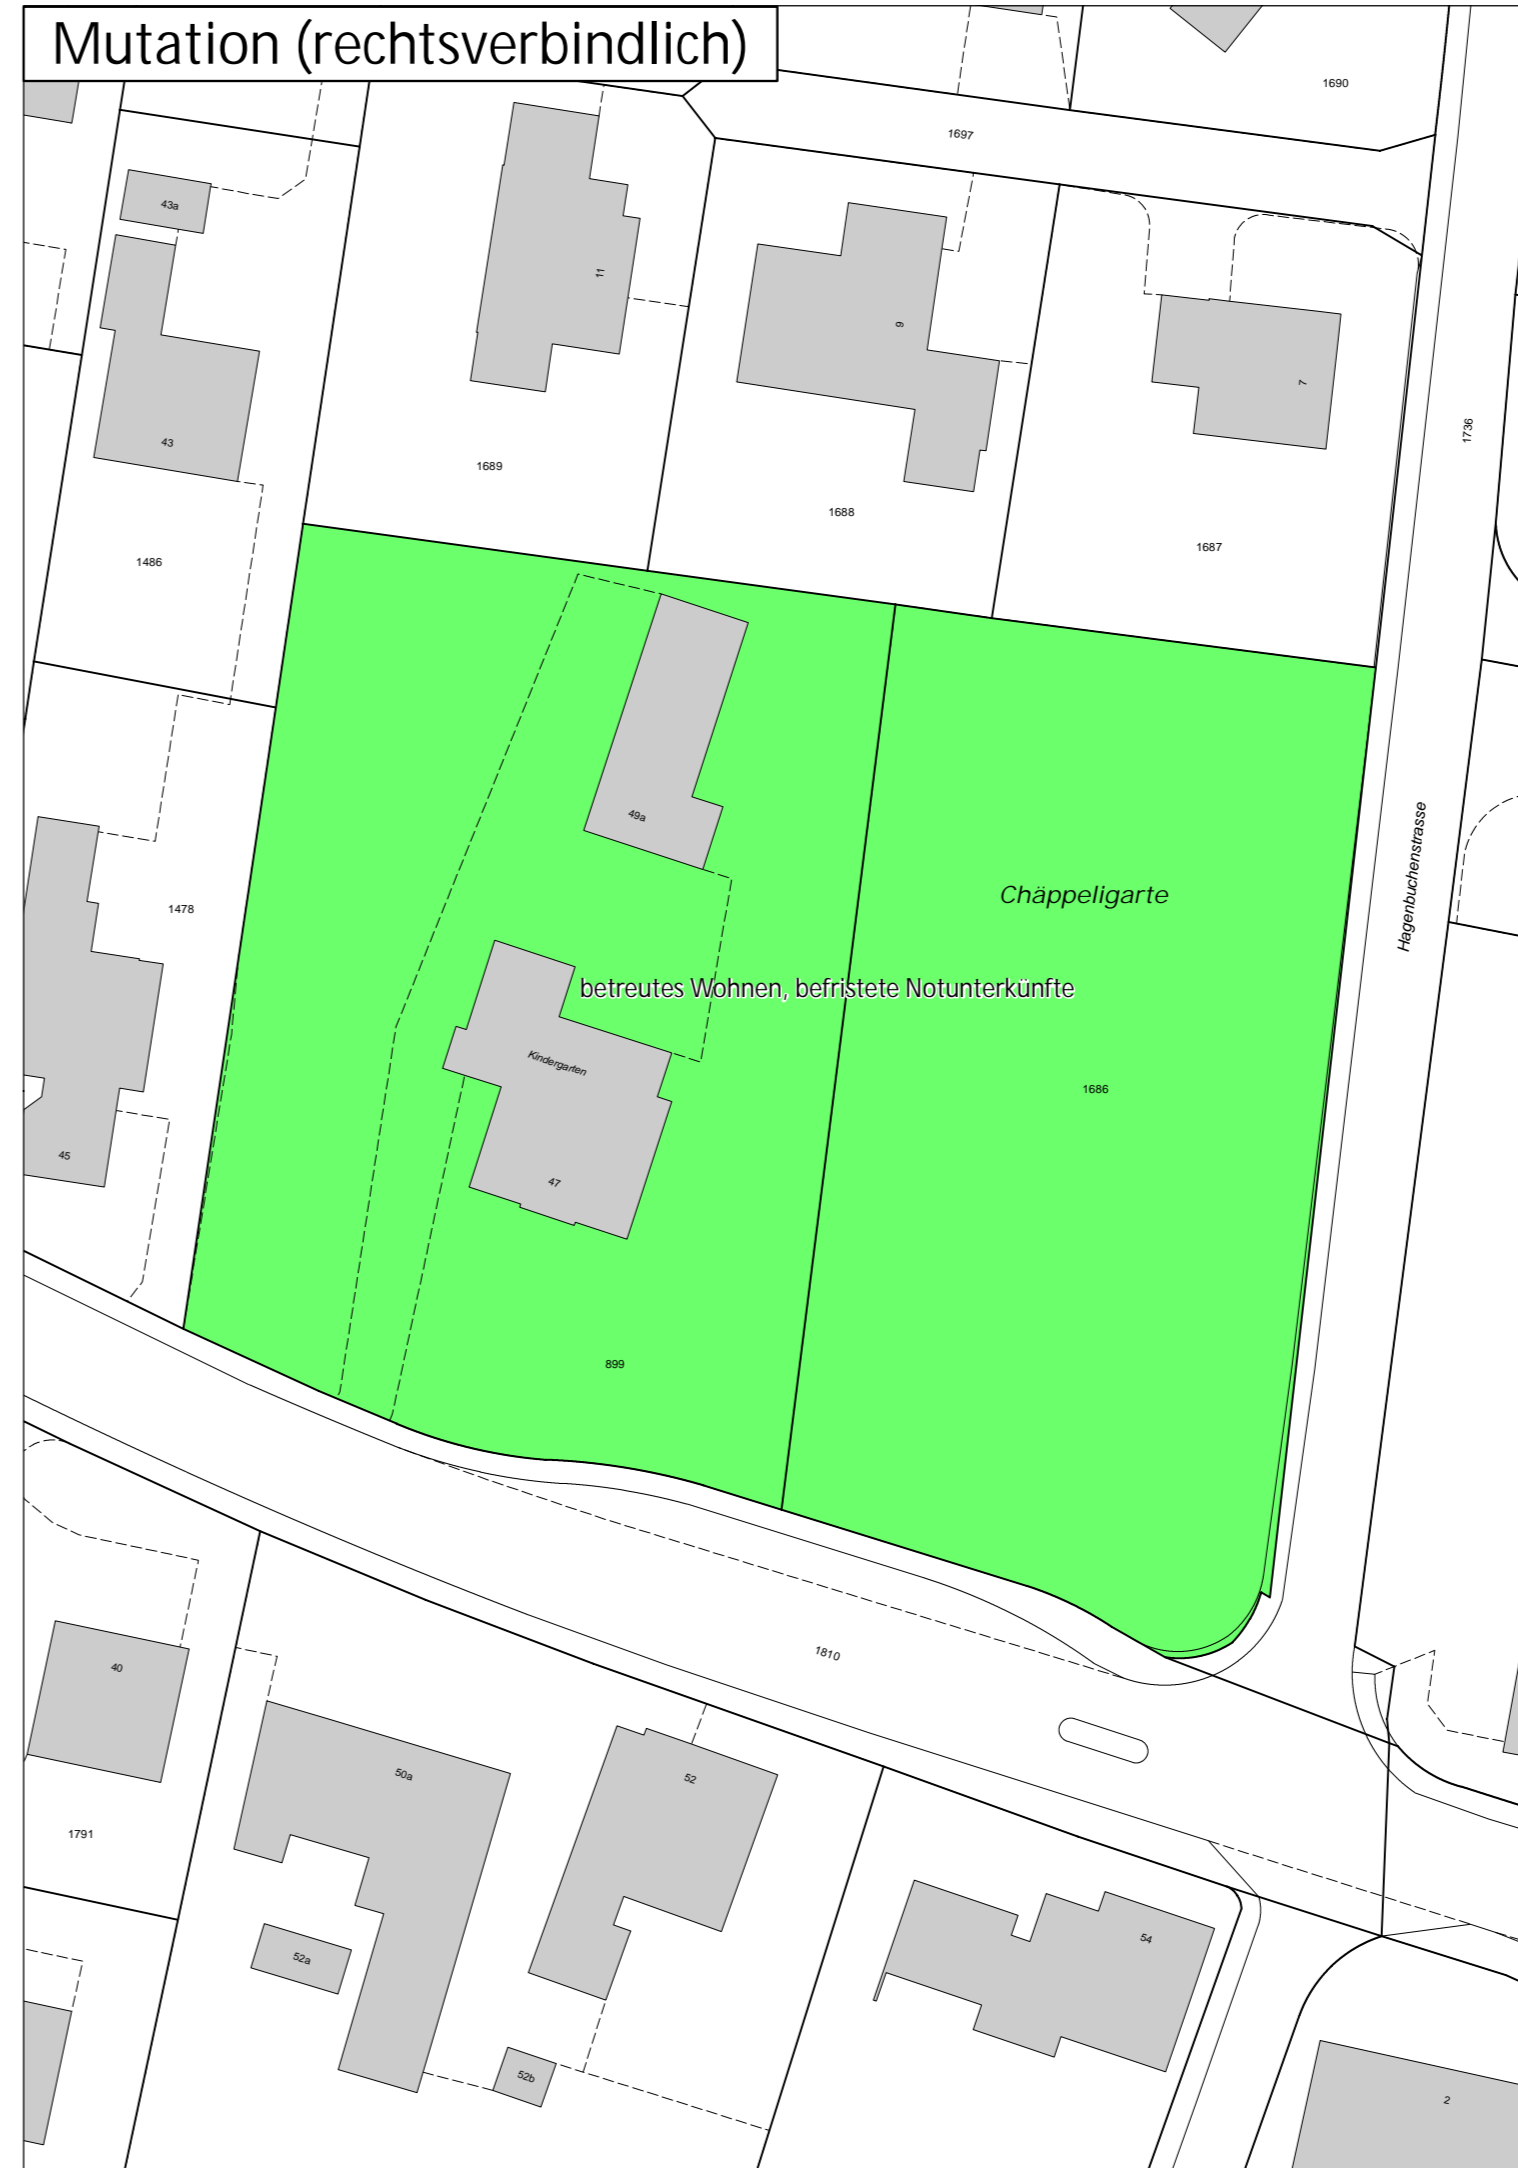 Mutation (rechtsverbindlich)
1690
1697
43a
11
9
7
43
1736
1689
1688
1687
1486
49a
Chäppeligarte
Hagenbuchenstrasse
1478
betreutes Wohnen, befristete Notunterkünfte
Kindergarten
1686
45
47
899
1810
40
50a
52
1791
52a
54
52b
2